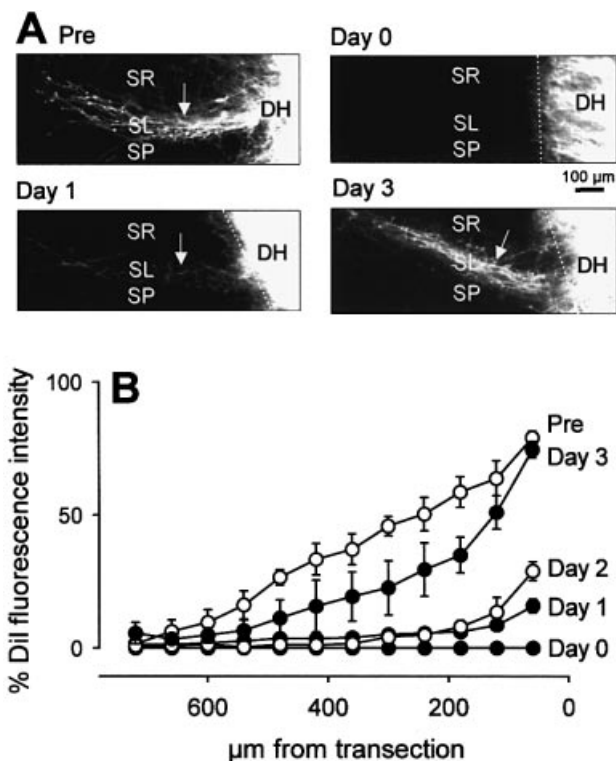 A Pre
SR
SL
SP
DH
Day 0
SR
SL
SP
DH
100 µm
Day 1
SR
SL
SP
DH
Day 3
SR
SL
SP
DH
B
100
50
0
% DiI fluorescence intensity
Pre
Day 3
Day 2
Day 1
Day 0
600 400 200 0
µm from transection